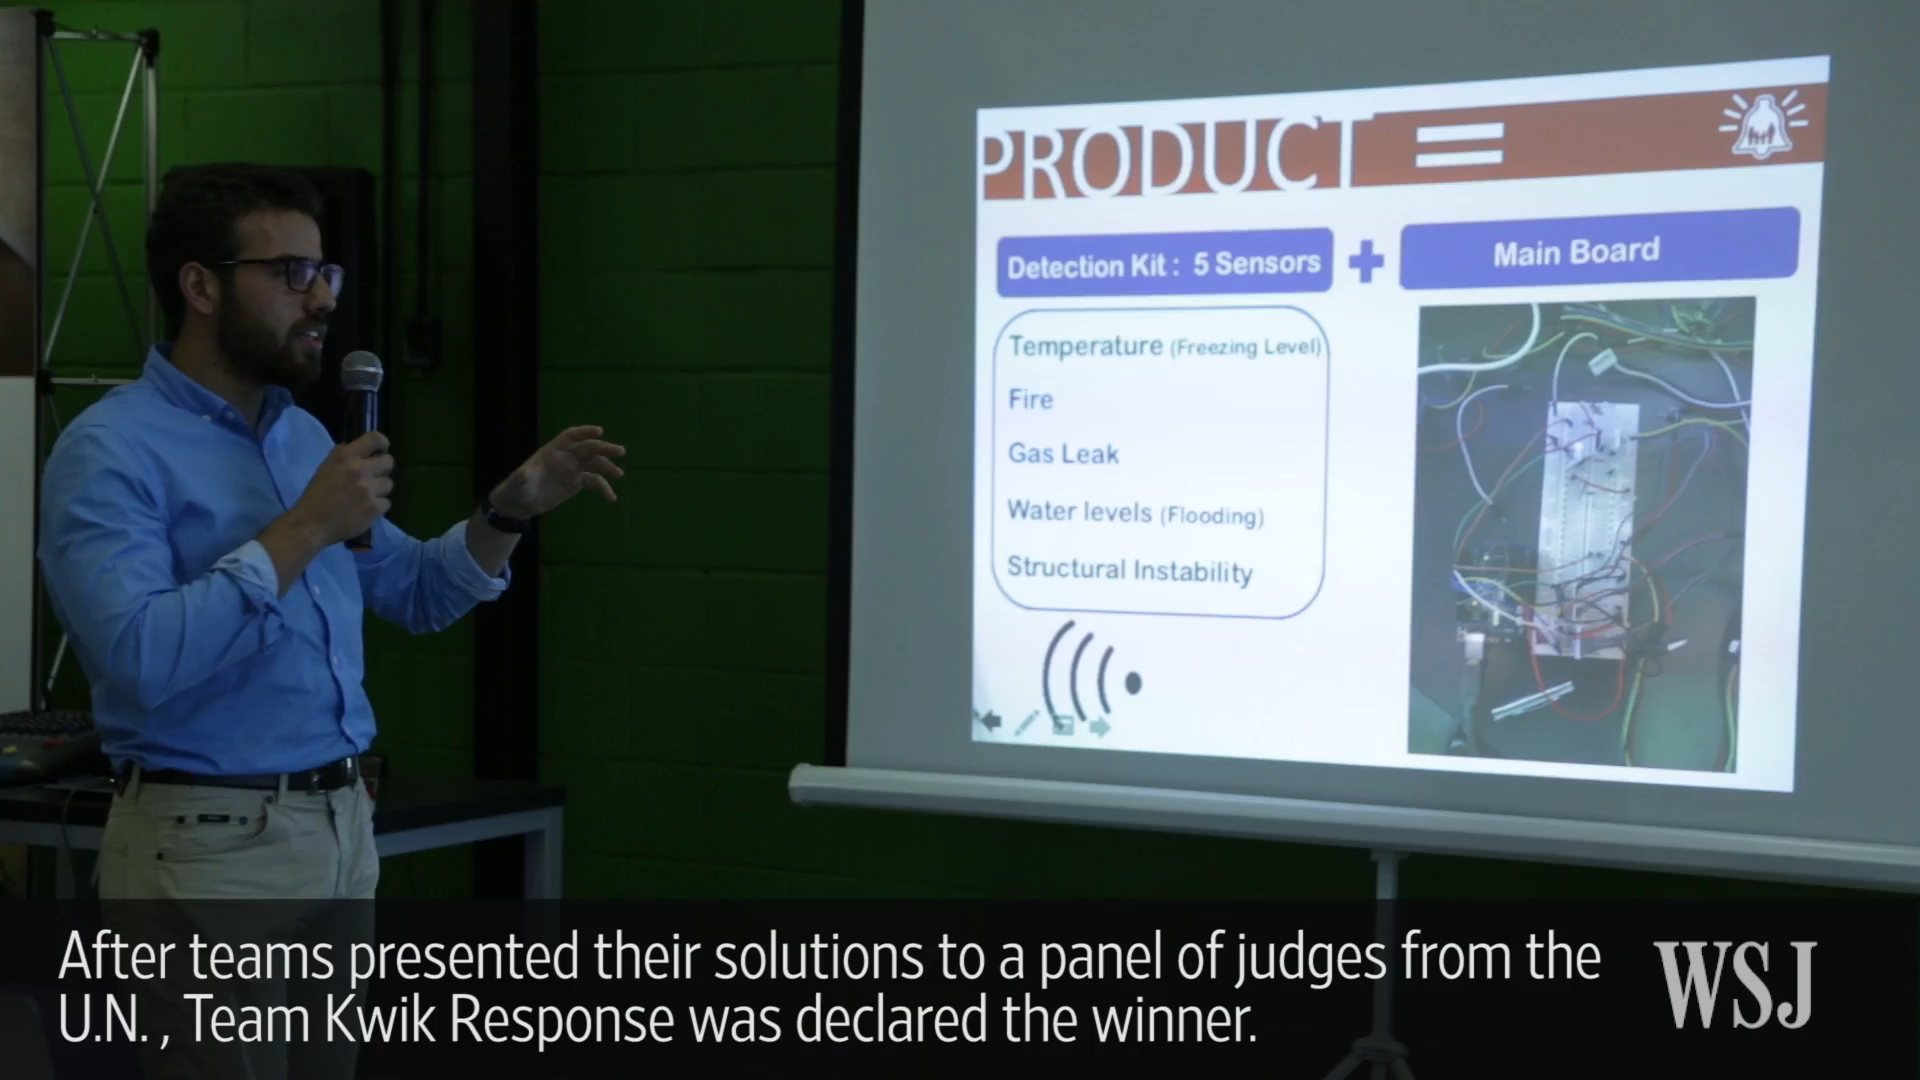 PRODUCT =
Detection Kit : 5 Sensors + Main Board
Temperature (Freezing Level)
Fire
Gas Leak
Water levels (Flooding)
Structural Instability
After teams presented their solutions to a panel of judges from the
U.N., Team Kwik Response was declared the winner.
WSJ